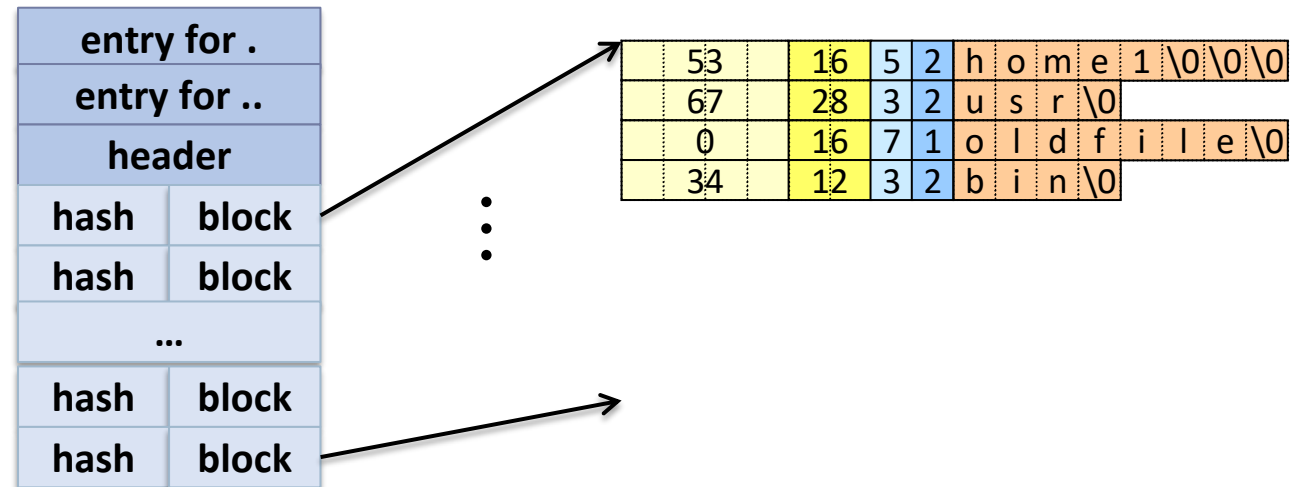 entry for .
entry for ..
header
hash block
hash block
...
hash block
hash block
53 16 5 2 h o m e 1 \0 \0 \0
67 28 3 2 u s r \0
0 16 7 1 o l d f i l e \0
34 12 3 2 b i n \0